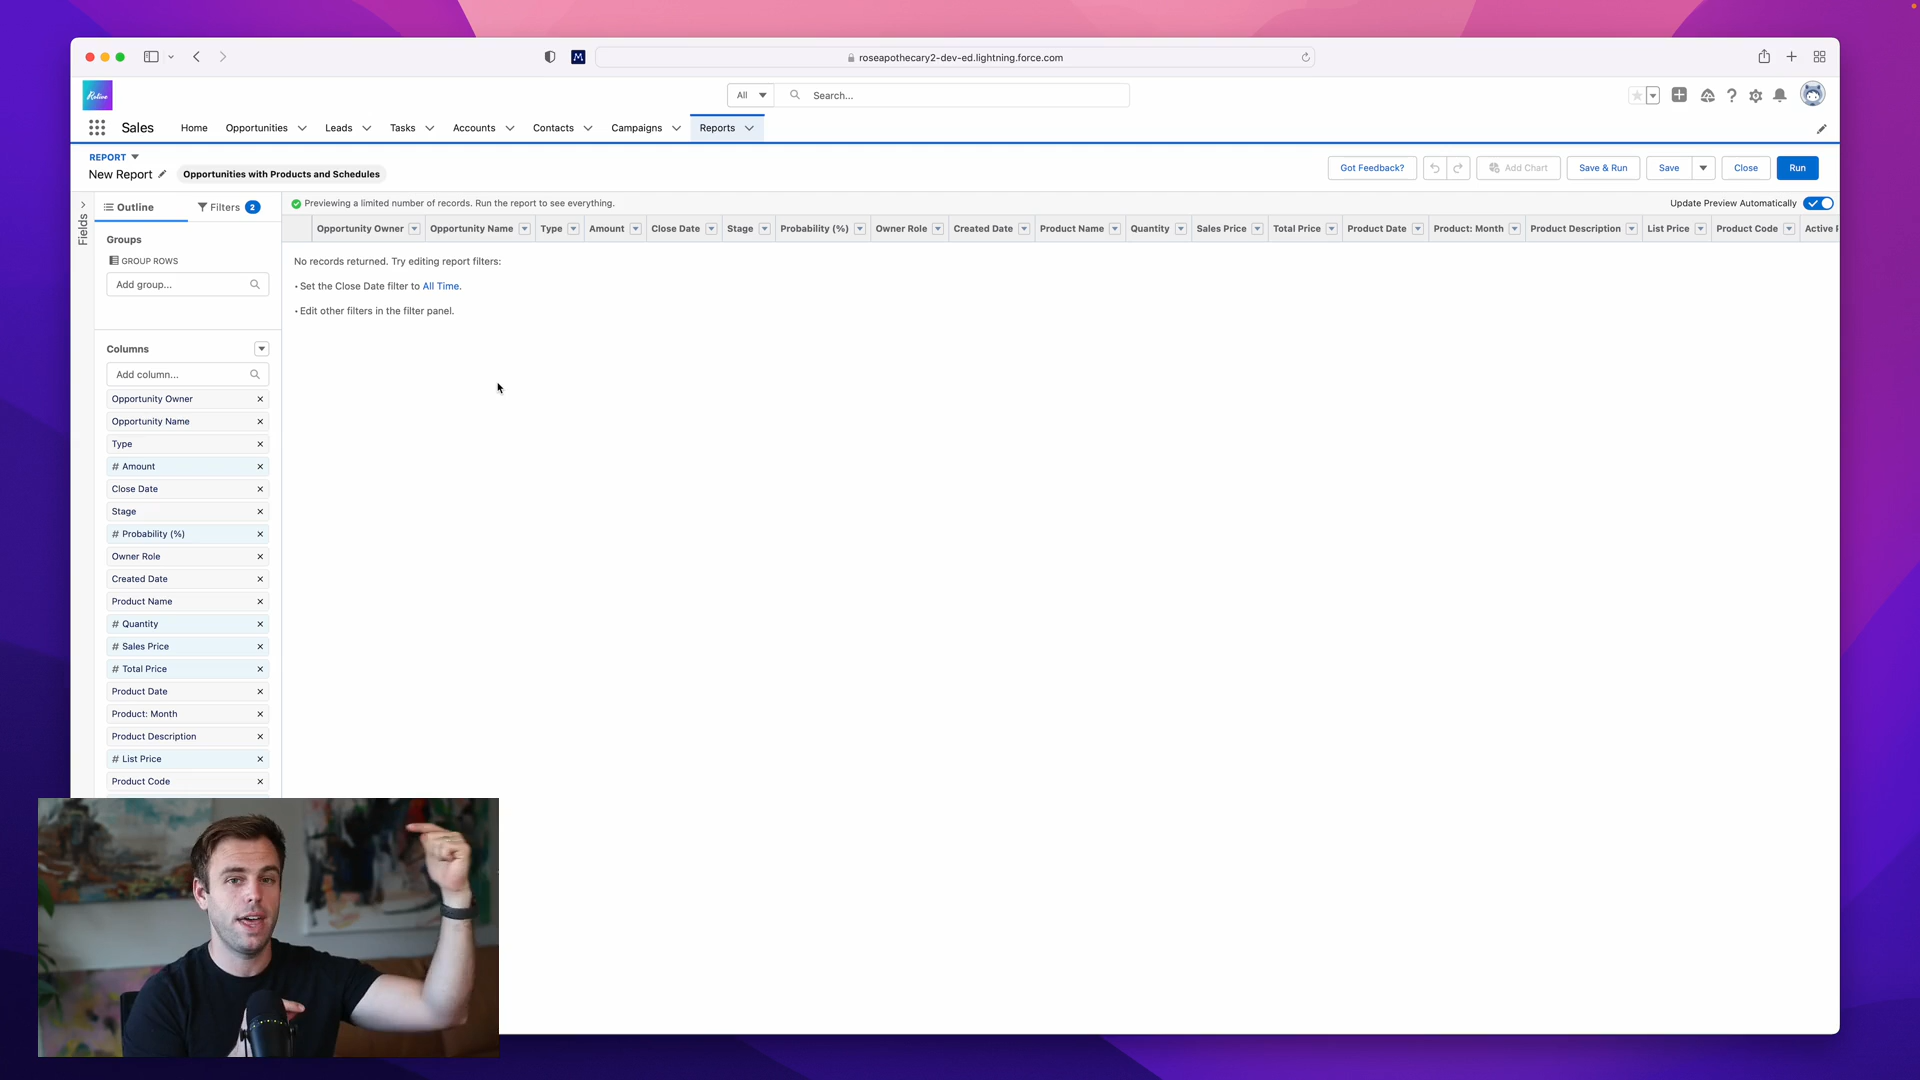 roseapothecary2-dev-ed.lightning.force.com
All
Search...
Sales
Home
Opportunities
Leads
Tasks
Accounts
Contacts
Campaigns
Reports
REPORT
New Report
Opportunities with Products and Schedules
Got Feedback?
Add Chart
Save & Run
Save
Close
Run
Fields
Outline
Filters 2
Previewing a limited number of records. Run the report to see everything.
Update Preview Automatically
Groups
GROUP ROWS
Add group...
Columns
Add column...
Opportunity Owner
Opportunity Name
Type
# Amount
Close Date
Stage
# Probability (%)
Owner Role
Created Date
Product Name
# Quantity
# Sales Price
# Total Price
Product Date
Product: Month
Product Description
# List Price
Product Code
Opportunity Owner
Opportunity Name
Type
Amount
Close Date
Stage
Probability (%)
Owner Role
Created Date
Product Name
Quantity
Sales Price
Total Price
Product Date
Product: Month
Product Description
List Price
Product Code
Active
No records returned. Try editing report filters:
• Set the Close Date filter to All Time.
• Edit other filters in the filter panel.